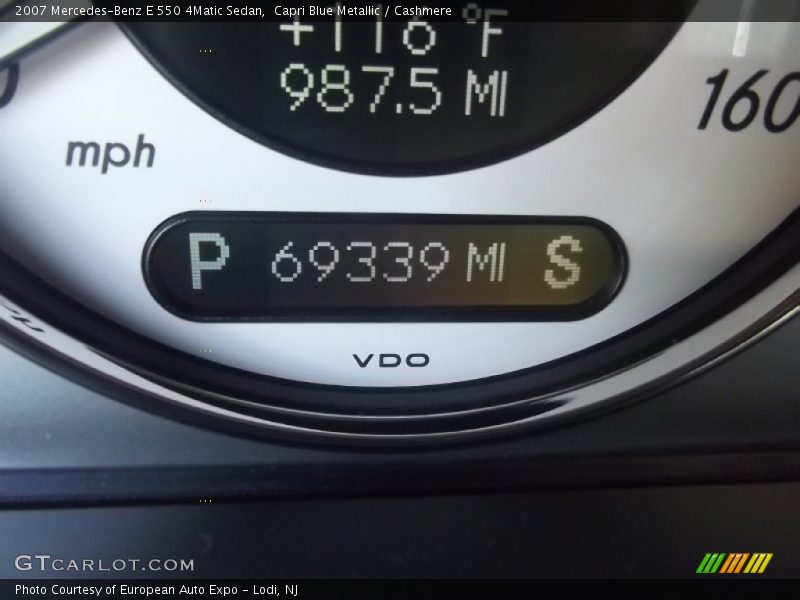 2007 Mercedes-Benz E 550 4Matic Sedan,  Capri Blue Metallic / Cashmere
+116 °F
987.5 MI
160
mph
P 69339 MI S
VDO
GTCARLOT.COM
Photo Courtesy of European Auto Expo - Lodi, NJ